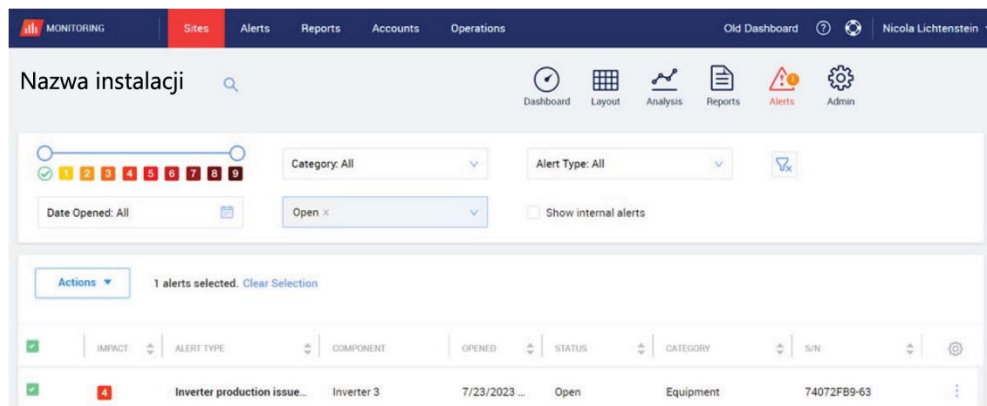 MONITORING Sites Alerts Reports Accounts Operations Old Dashboard ? Nicola Lichtenstein
Nazwa instalacji
Dashboard Layout Analysis Reports Alerts Admin
1
1 2 3 4 5 6 7 8 9
Category: All
Alert Type: All
Date Opened: All
Open ×
Show internal alerts
Actions 1 alerts selected. Clear Selection
IMPACT ALERT TYPE COMPONENT OPENED STATUS CATEGORY S/N
4 Inverter production issue... Inverter 3 7/23/2023 ... Open Equipment 74072FB9-63